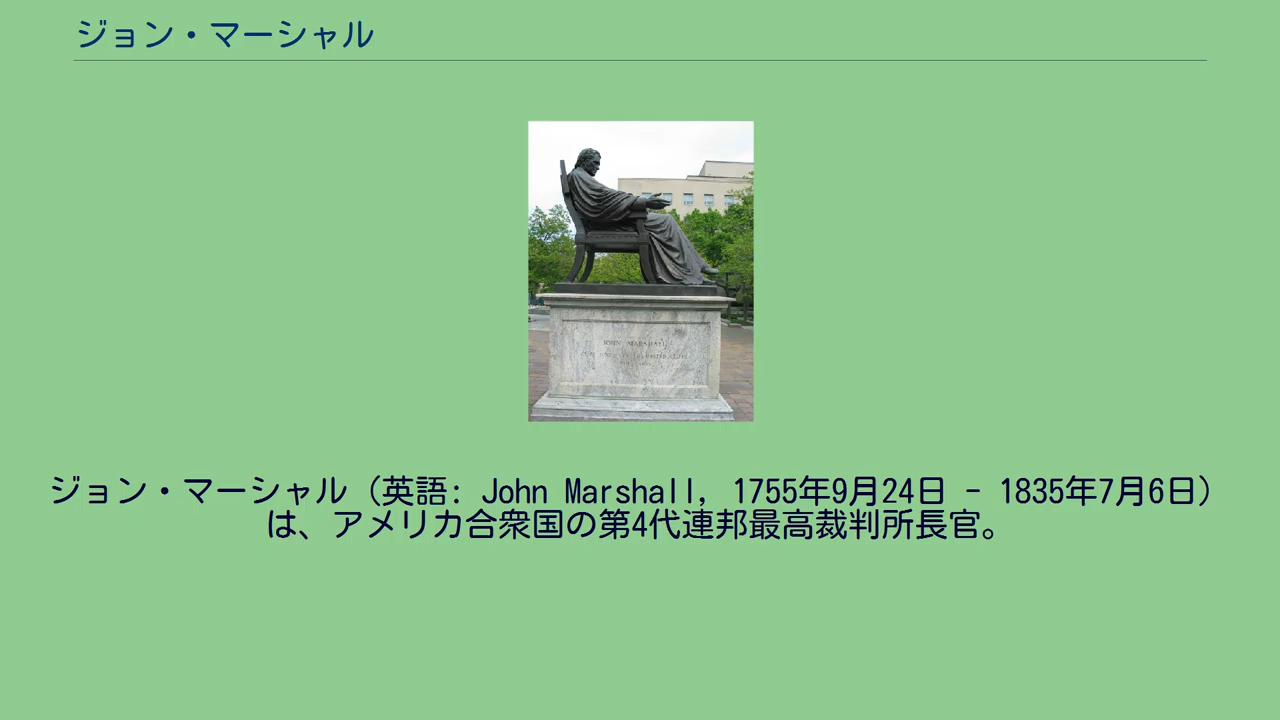 ジョン・マーシャル
JOHN MARSHALL
ジョン・マーシャル（英語: John Marshall, 1755年9月24日 - 1835年7月6日）
は、アメリカ合衆国の第4代連邦最高裁判所長官。